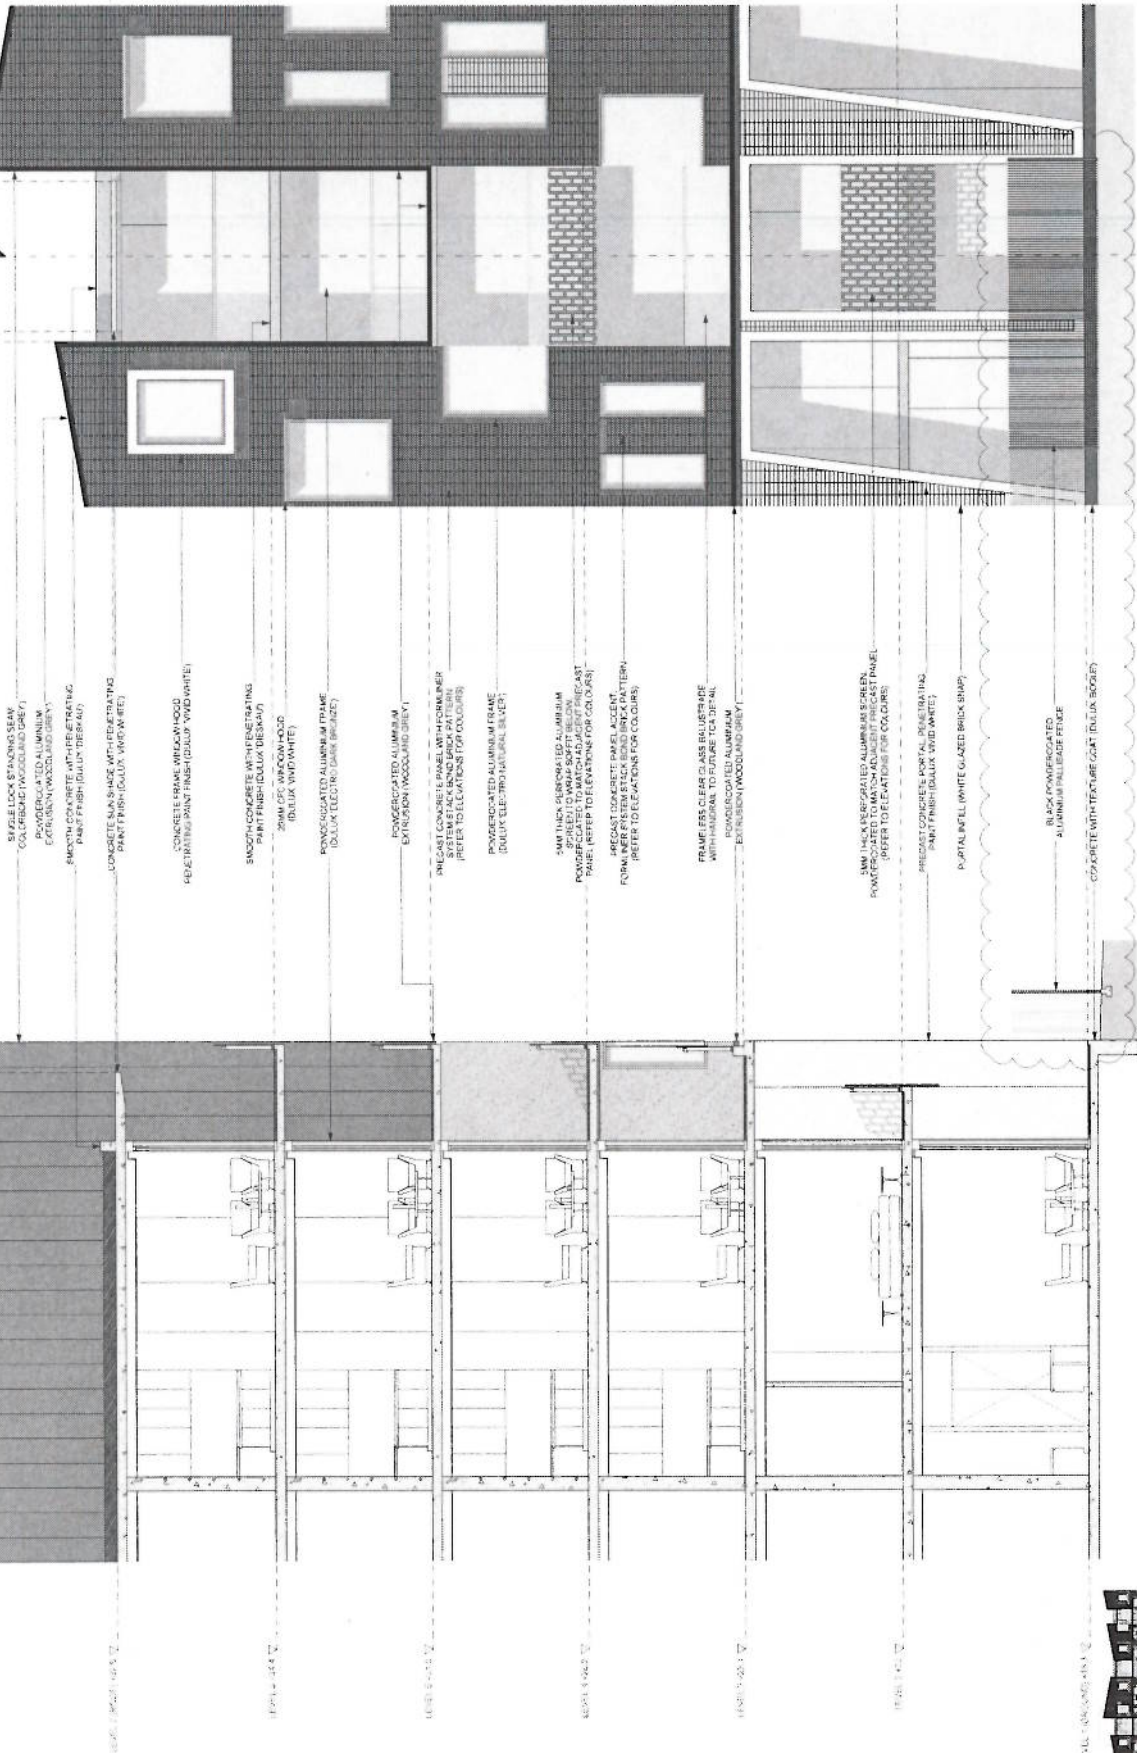 SINGLE LOCK STANDING SEAM
COLORBOND (WOODLAND GREY)
POWDERCOATED ALUMINIUM
EXTRUSION (WOODLAND GREY)
SMOOTH CONCRETE WITH PENETRATING
PAINT FINISH (DULUX 'DIESKAU')
CONCRETE SUN SHADE WITH PENETRATING
PAINT FINISH (DULUX 'VIVID WHITE')
CONCRETE FRAME WINDOW HOOD
PENETRATING PAINT FINISH (DULUX 'VIVID WHITE')
SMOOTH CONCRETE WITH PENETRATING
PAINT FINISH (DULUX 'DIESKAU')
WINDOW HOOD
(DULUX 'VIVID WHITE')
POWDERCOATED ALUMINIUM FRAME
(DULUX 'ELECTRO DARK BRONZE')
POWDERCOATED ALUMINIUM
EXTRUSION (WOODLAND GREY)
PRECAST CONCRETE PANEL WITH FORMLINER
SYSTEM STACK BOND BRICK PATTERN
(REFER TO ELEVATIONS FOR COLOURS)
POWDERCOATED ALUMINIUM FRAME
(DULUX 'ELECTRO NATURAL SILVER')
5MM THICK PERFORATED ALUMINIUM
SCREEN TO WRAP SOFFIT BELOW.
POWDERCOATED TO MATCH ADJACENT PRECAST
PANEL (REFER TO ELEVATIONS FOR COLOURS)
PRECAST CONCRETE PANEL ACCENT.
FORMLINER SYSTEM STACK BOND BRICK PATTERN
(REFER TO ELEVATIONS FOR COLOURS)
FRAMELESS CLEAR GLASS BALUSTRADE
WITH HANDRAIL TO FUTURE TCA DETAIL
POWDERCOATED ALUMINIUM
EXTRUSION (WOODLAND GREY)
5MM THICK PERFORATED ALUMINIUM SCREEN.
POWDERCOATED TO MATCH ADJACENT PRECAST PANEL
(REFER TO ELEVATIONS FOR COLOURS)
PRECAST CONCRETE PORTAL, PENETRATING
PAINT FINISH (DULUX 'VIVID WHITE')
PORTAL INFILL (WHITE GLAZED BRICK SNAP)
BLACK POWDERCOATED
ALUMINIUM PALLISADE FENCE
CONCRETE WITH TEXTURE COAT (DULUX 'BOGLE')